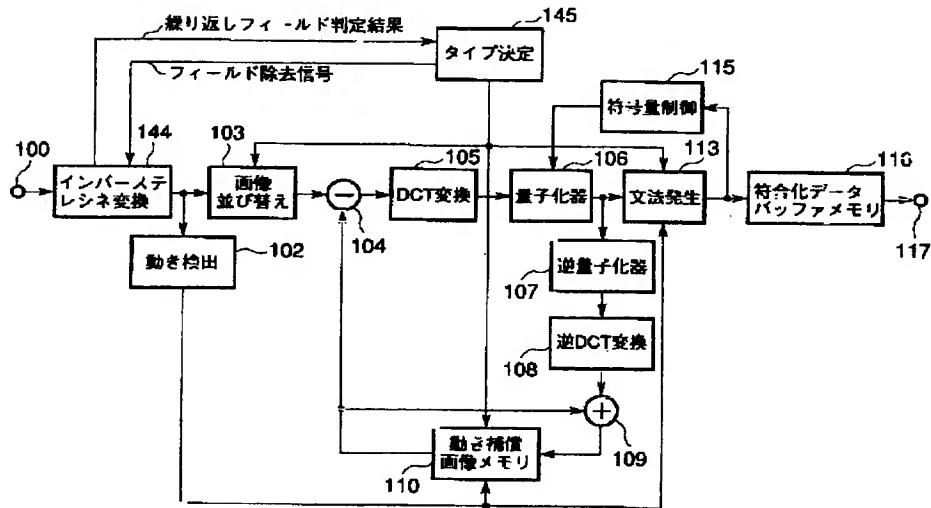 繰り返しフィールド判定結果
145
タイプ決定
フィールド除去信号
115
符号量制御
100
144
インバーステ
レシネ変換
103
画像
並び替え
104
105
DCT変換
106
量子化器
113
文法発生
116
符合化データ
バッファメモリ
117
動き検出
102
逆量子化器
107
逆DCT変換
108
109
動き補償
画像メモリ
110